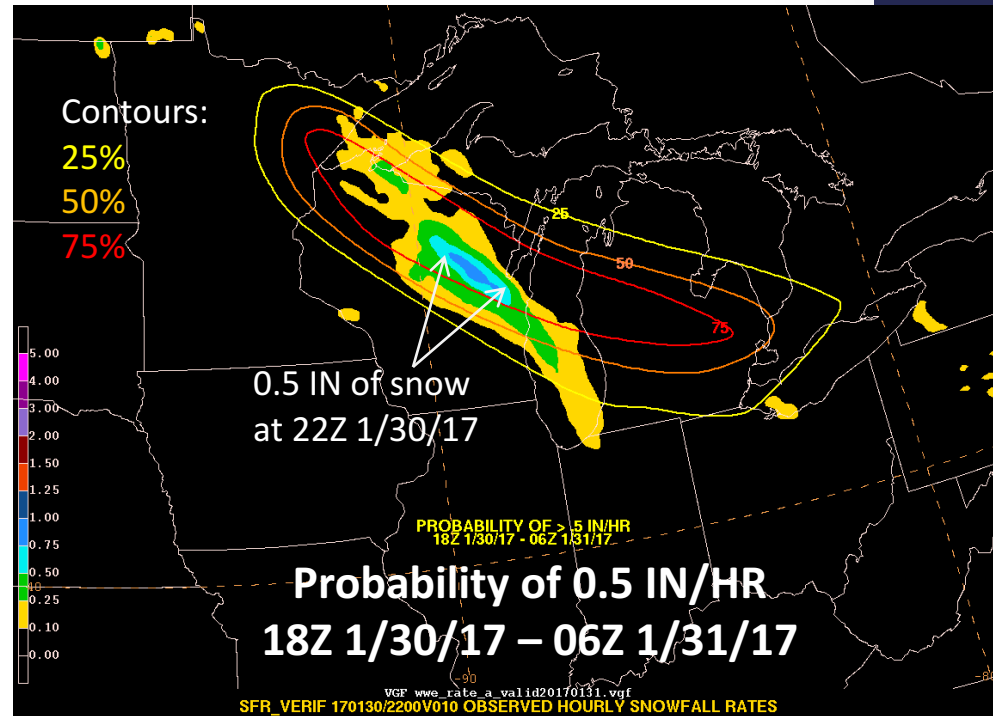 Contours:
25%
50%
75%
25
50
75
0.5 IN of snow
at 22Z 1/30/17
5.00
4.00
3.00
2.00
1.50
1.25
1.00
0.75
0.50
0.25
0.10
0.00
40
PROBABILITY OF > .5 IN/HR
18Z 1/30/17 - 06Z 1/31/17
Probability of 0.5 IN/HR
18Z 1/30/17 – 06Z 1/31/17
-90
-80
VGF wwe_rate_a_valid20170131.vgf
SFR_VERIF 170130/2200V010 OBSERVED HOURLY SNOWFALL RATES